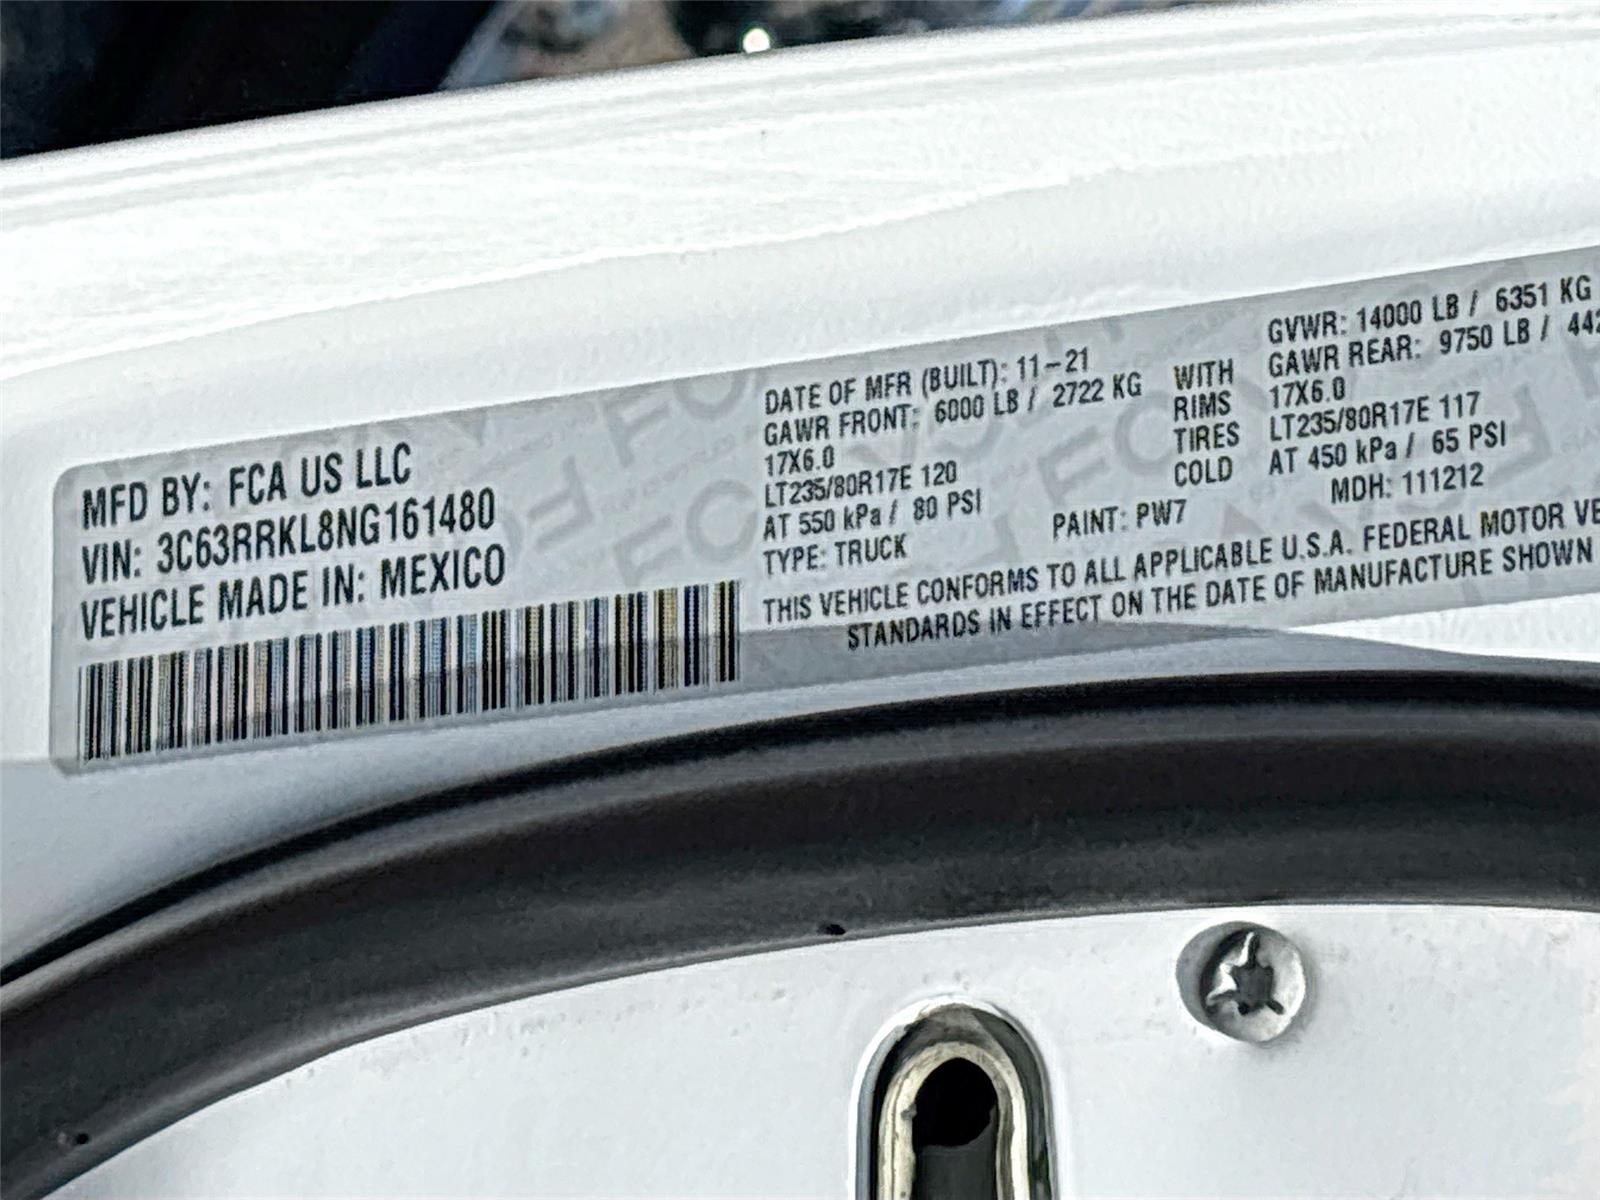 MFD BY: FCA US LLC
VIN: 3C63RRKL8NG161480
VEHICLE MADE IN: MEXICO
DATE OF MFR (BUILT): 11-21
GAWR FRONT: 6000 LB / 2722 KG
17X6.0
LT235/80R17E 120
AT 550 kPa / 80 PSI
TYPE: TRUCK
WITH
RIMS
TIRES
COLD
GVWR: 14000 LB / 6351 KG
GAWR REAR: 9750 LB /
17X6.0
LT235/80R17E 117
AT 450 kPa / 65 PSI
PAINT: PW7
MDH: 111212
THIS VEHICLE CONFORMS TO ALL APPLICABLE U.S.A. FEDERAL MOTOR VE
STANDARDS IN EFFECT ON THE DATE OF MANUFACTURE SHOWN